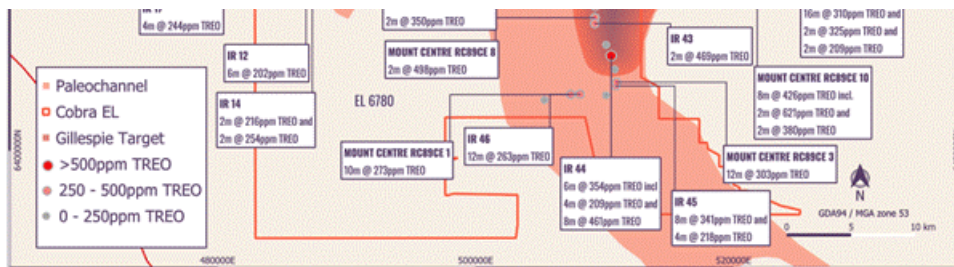 IR 17
4m @ 244ppm TREO
2m @ 350ppm TREO
16m @ 310ppm TREO and
2m @ 325ppm TREO and
2m @ 209ppm TREO
IR 43
2m @ 469ppm TREO
IR 12
6m @ 202ppm TREO
MOUNT CENTRE RC89CE 8
2m @ 498ppm TREO
MOUNT CENTRE RC89CE 10
8m @ 426ppm TREO incl.
2m @ 621ppm TREO and
2m @ 380ppm TREO
Paleochannel
Cobra EL
Gillespie Target
>500ppm TREO
250 - 500ppm TREO
0 - 250ppm TREO
IR 14
2m @ 216ppm TREO and
2m @ 254ppm TREO
EL 6780
MOUNT CENTRE RC89CE 1
10m @ 273ppm TREO
IR 46
12m @ 263ppm TREO
IR 44
6m @ 354ppm TREO incl
4m @ 209ppm TREO and
8m @ 461ppm TREO
MOUNT CENTRE RC89CE 3
12m @ 303ppm TREO
IR 45
8m @ 341ppm TREO and
4m @ 218ppm TREO
N
GDA94 / MGA zone 53
0 5 10 km
6400000N
480000E
500000E
520000E